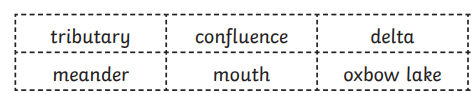 tributary confluence delta
meander mouth oxbow lake